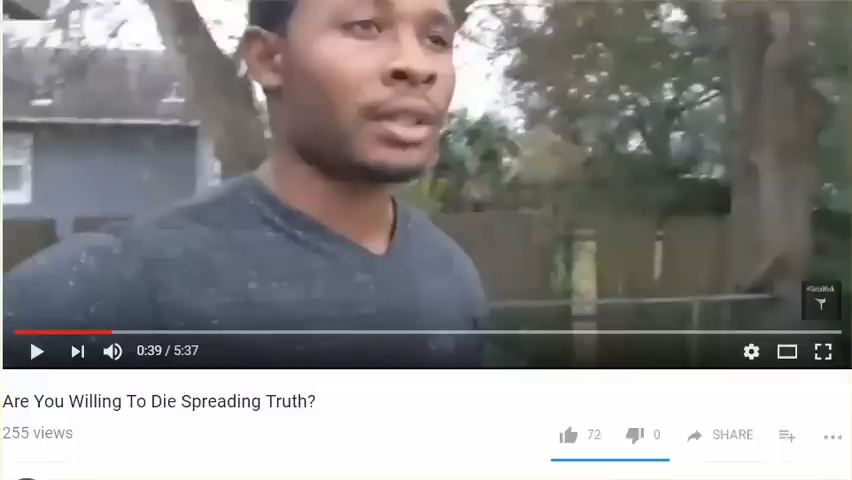 0:39 / 5:37
Are You Willing To Die Spreading Truth?
255 views
72
0
SHARE